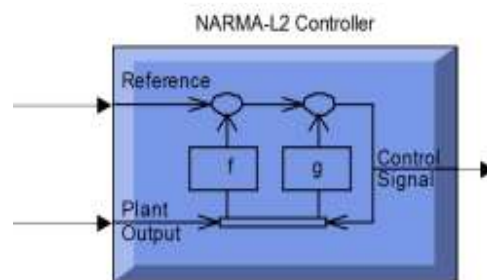 NARMA-L2 Controller
Reference
f
g
Control
Signal
Plant
Output